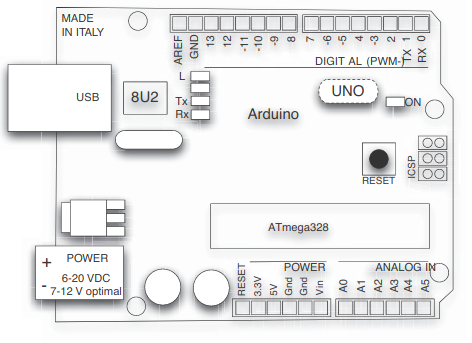 MADE
IN ITALY
AREF
GND
13
12
-11
-10
-9
8
7
-6
-5
4
-3
2
TX 1
RX 0
DIGIT AL (PWM-)
L
USB
8U2
Tx
Rx
UNO
ON
Arduino
RESET
ICSP
ATmega328
POWER
6-20 VDC
7-12 V optimal
+
-
POWER
ANALOG IN
RESET
3.3V
5V
Gnd
Gnd
Vin
A0
A1
A2
A3
A4
A5